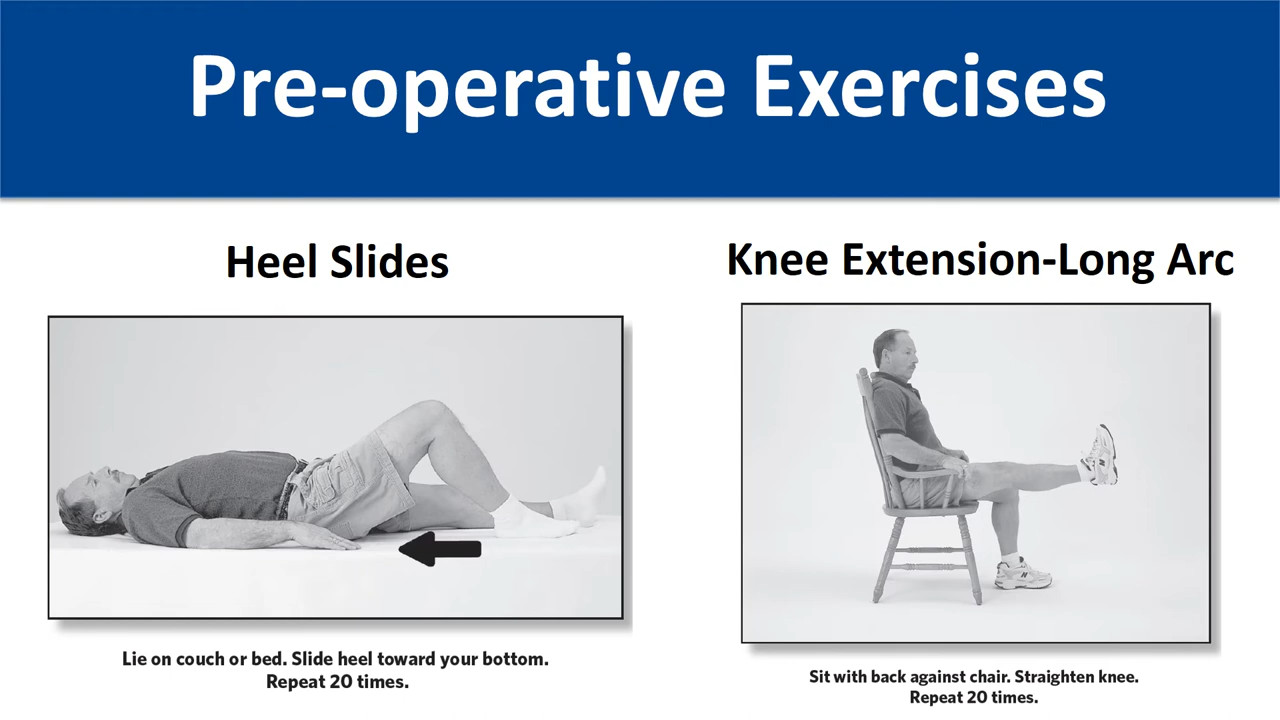 Pre-operative Exercises
Heel Slides
Lie on couch or bed. Slide heel toward your bottom.
Repeat 20 times.
Knee Extension-Long Arc
Sit with back against chair. Straighten knee.
Repeat 20 times.